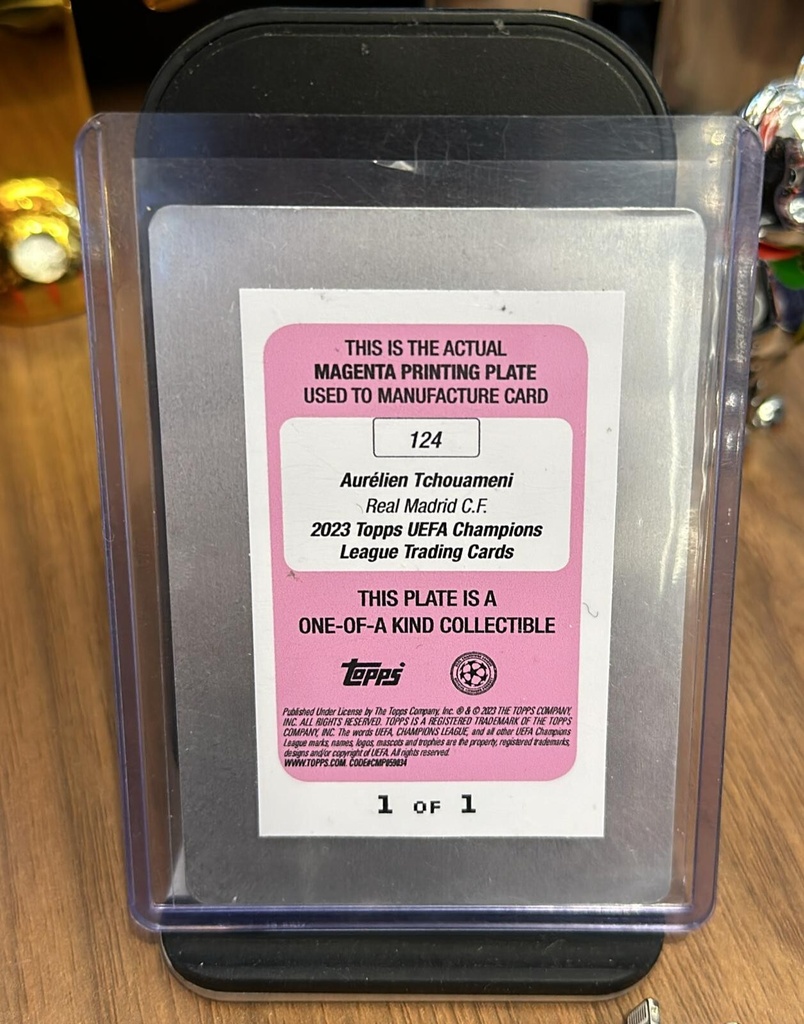 THIS IS THE ACTUAL
MAGENTA PRINTING PLATE
USED TO MANUFACTURE CARD
124
Aurélien Tchouameni
Real Madrid C.F.
2023 Topps UEFA Champions
League Trading Cards
THIS PLATE IS A
ONE-OF-A KIND COLLECTIBLE
topps
Published Under License by The Topps Company, Inc. ® & © 2023 THE TOPPS COMPANY,
INC. ALL RIGHTS RESERVED. TOPPS IS A REGISTERED TRADEMARK OF THE TOPPS
COMPANY, INC. The words UEFA, CHAMPIONS LEAGUE, and all other UEFA Champions
League marks, names, logos, mascots and trophies are the property, registered trademarks,
designs and/or copyright of UEFA. All rights reserved.
WWW.TOPPS.COM. CODE#CMP059834
1 OF 1